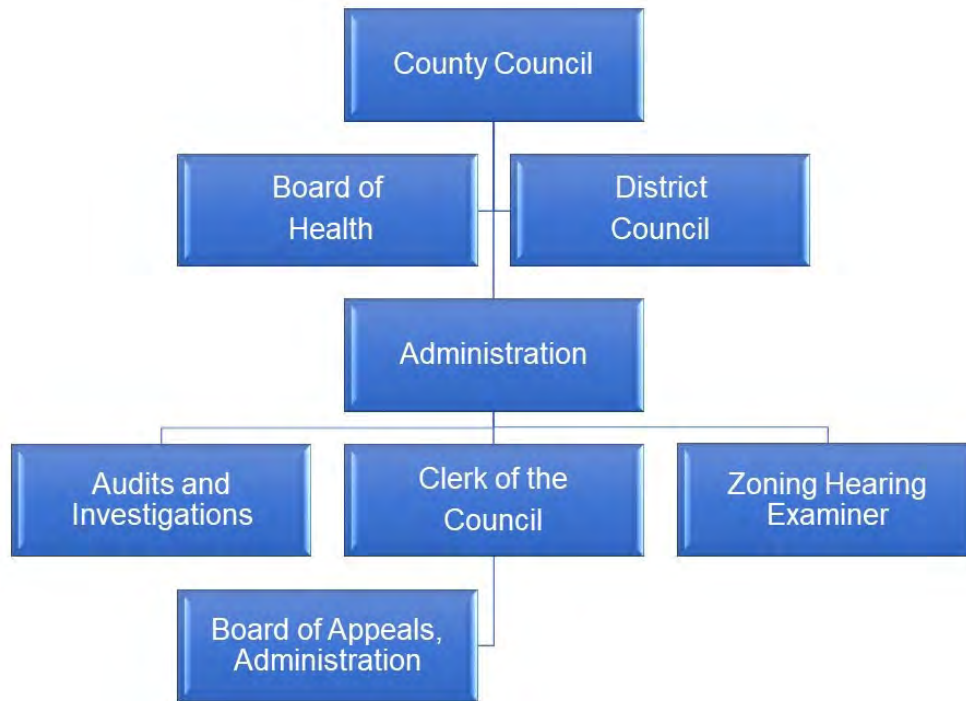 County Council
Board of
Health
District
Council
Administration
Audits and
Investigations
Clerk of the
Council
Zoning Hearing
Examiner
Board of Appeals,
Administration